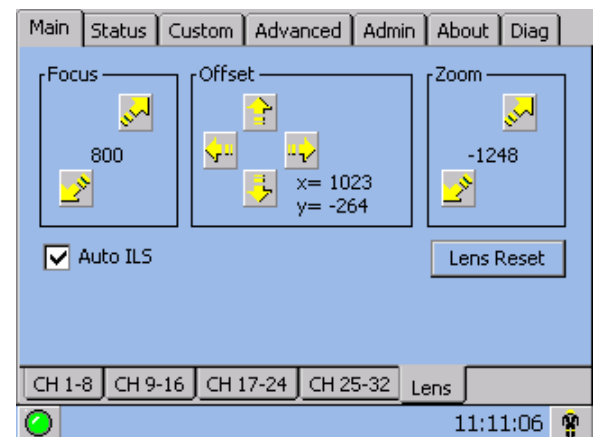 Main Status Custom Advanced Admin About Diag
Focus Offset Zoom
800 -1248
x= 1023
y= -264
Auto ILS Lens Reset
CH 1-8 CH 9-16 CH 17-24 CH 25-32 Lens
11:11:06